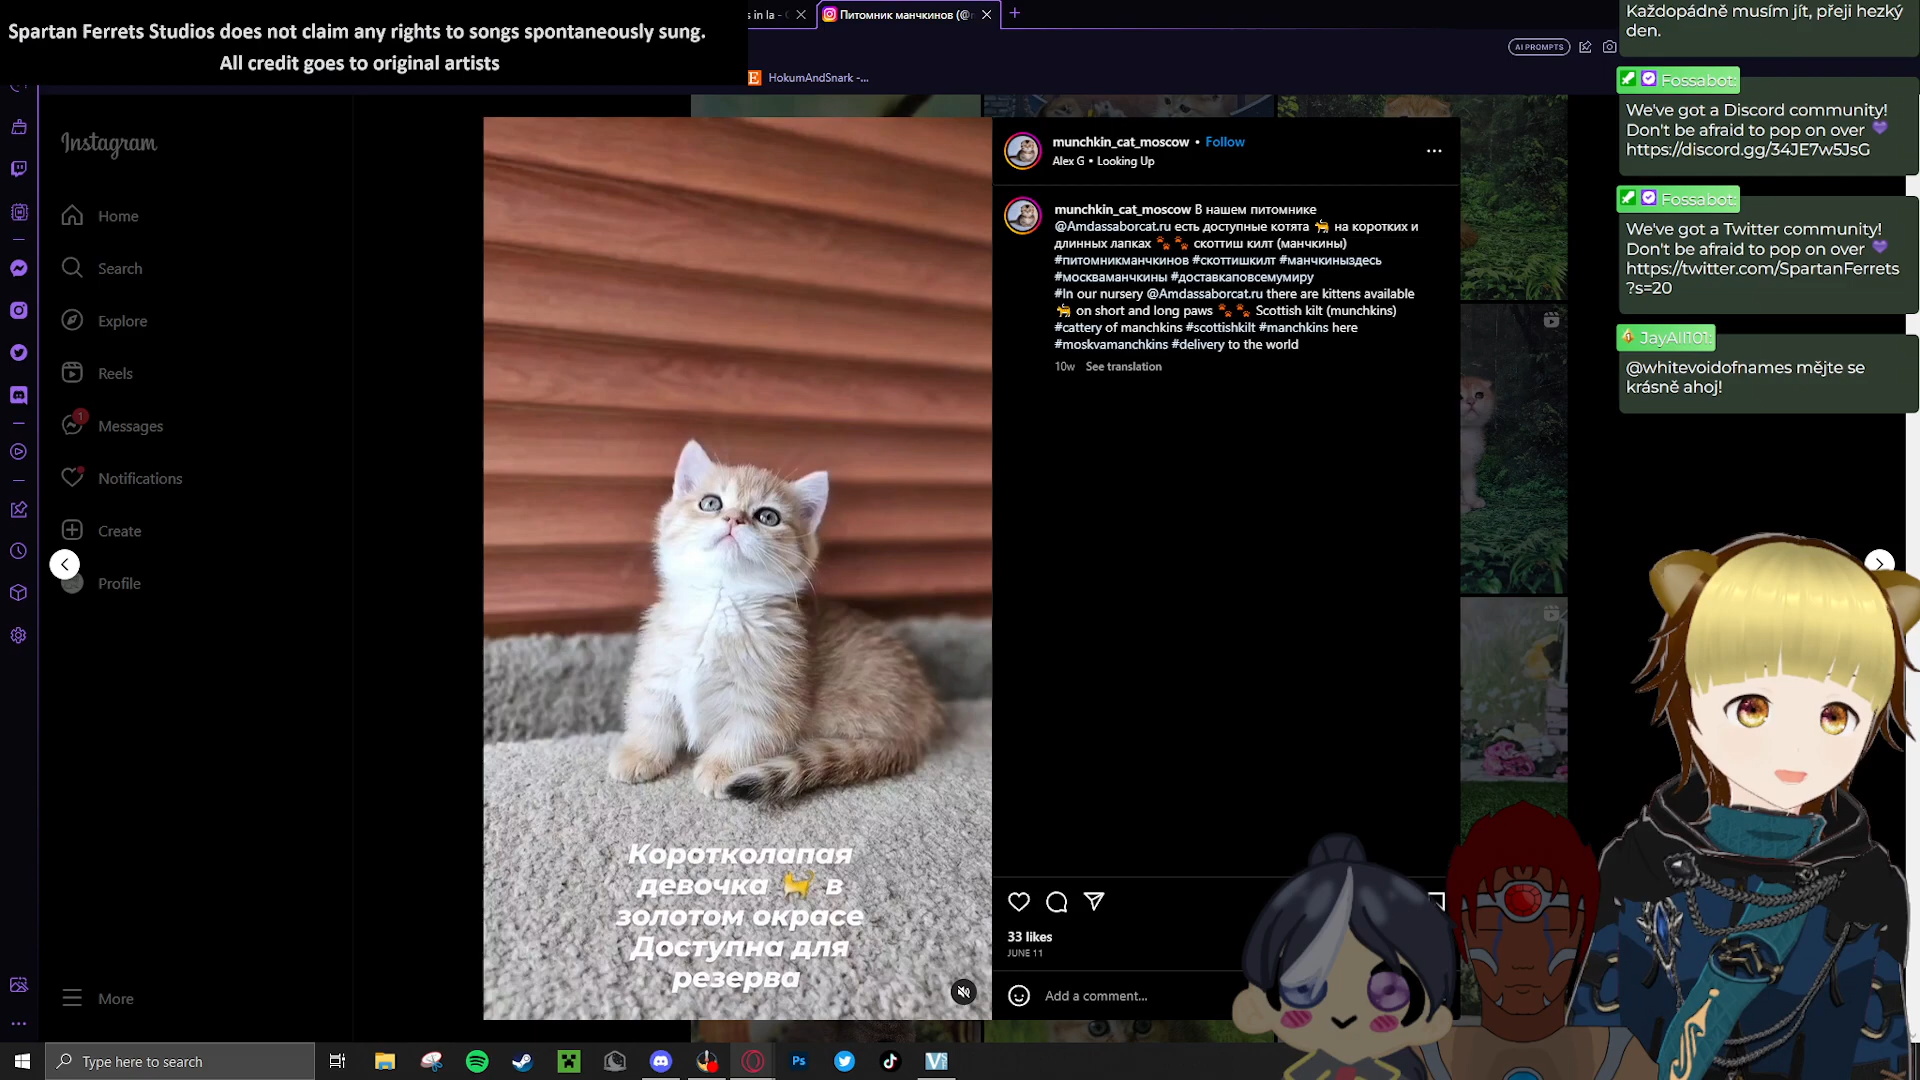 Spartan Ferrets Studios does not claim any rights to songs spontaneously sung.
All credit goes to original artists
s in la -
Питомник манчкинов (@
AI PROMPTS
HokumAndSnark -...
Instagram
Home
Search
Explore
Reels
1
Messages
Notifications
Create
Profile
More
Коротколапая
девочка 🐈 в
золотом окрасе
Доступна для
резерва
munchkin_cat_moscow • Follow
Alex G • Looking Up
munchkin_cat_moscow В нашем питомнике
@Amdassaborcat.ru есть доступные котята 🐈 на коротких и
длинных лапках 🐾 🐾 скоттиш килт (манчкины)
#питомникманчкинов #скоттишкилт #манчкиныздесь
#москваманчкины #доставкаповсемумиру
#In our nursery @Amdassaborcat.ru there are kittens available
🐈 on short and long paws 🐾 🐾 Scottish kilt (munchkins)
#cattery of manchkins #scottishkilt #manchkins here
#moskvamanchkins #delivery to the world
10w See translation
33 likes
JUNE 11
Add a comment...
Každopádně musím jít, přeji hezký
den.
Fossabot:
We've got a Discord community!
Don't be afraid to pop on over 💜
https://discord.gg/34JE7w5JsG
Fossabot:
We've got a Twitter community!
Don't be afraid to pop on over 💜
https://twitter.com/SpartanFerrets
?s=20
JayAll101:
@whitevoidofnames mějte se
krásně ahoj!
Type here to search
Ps